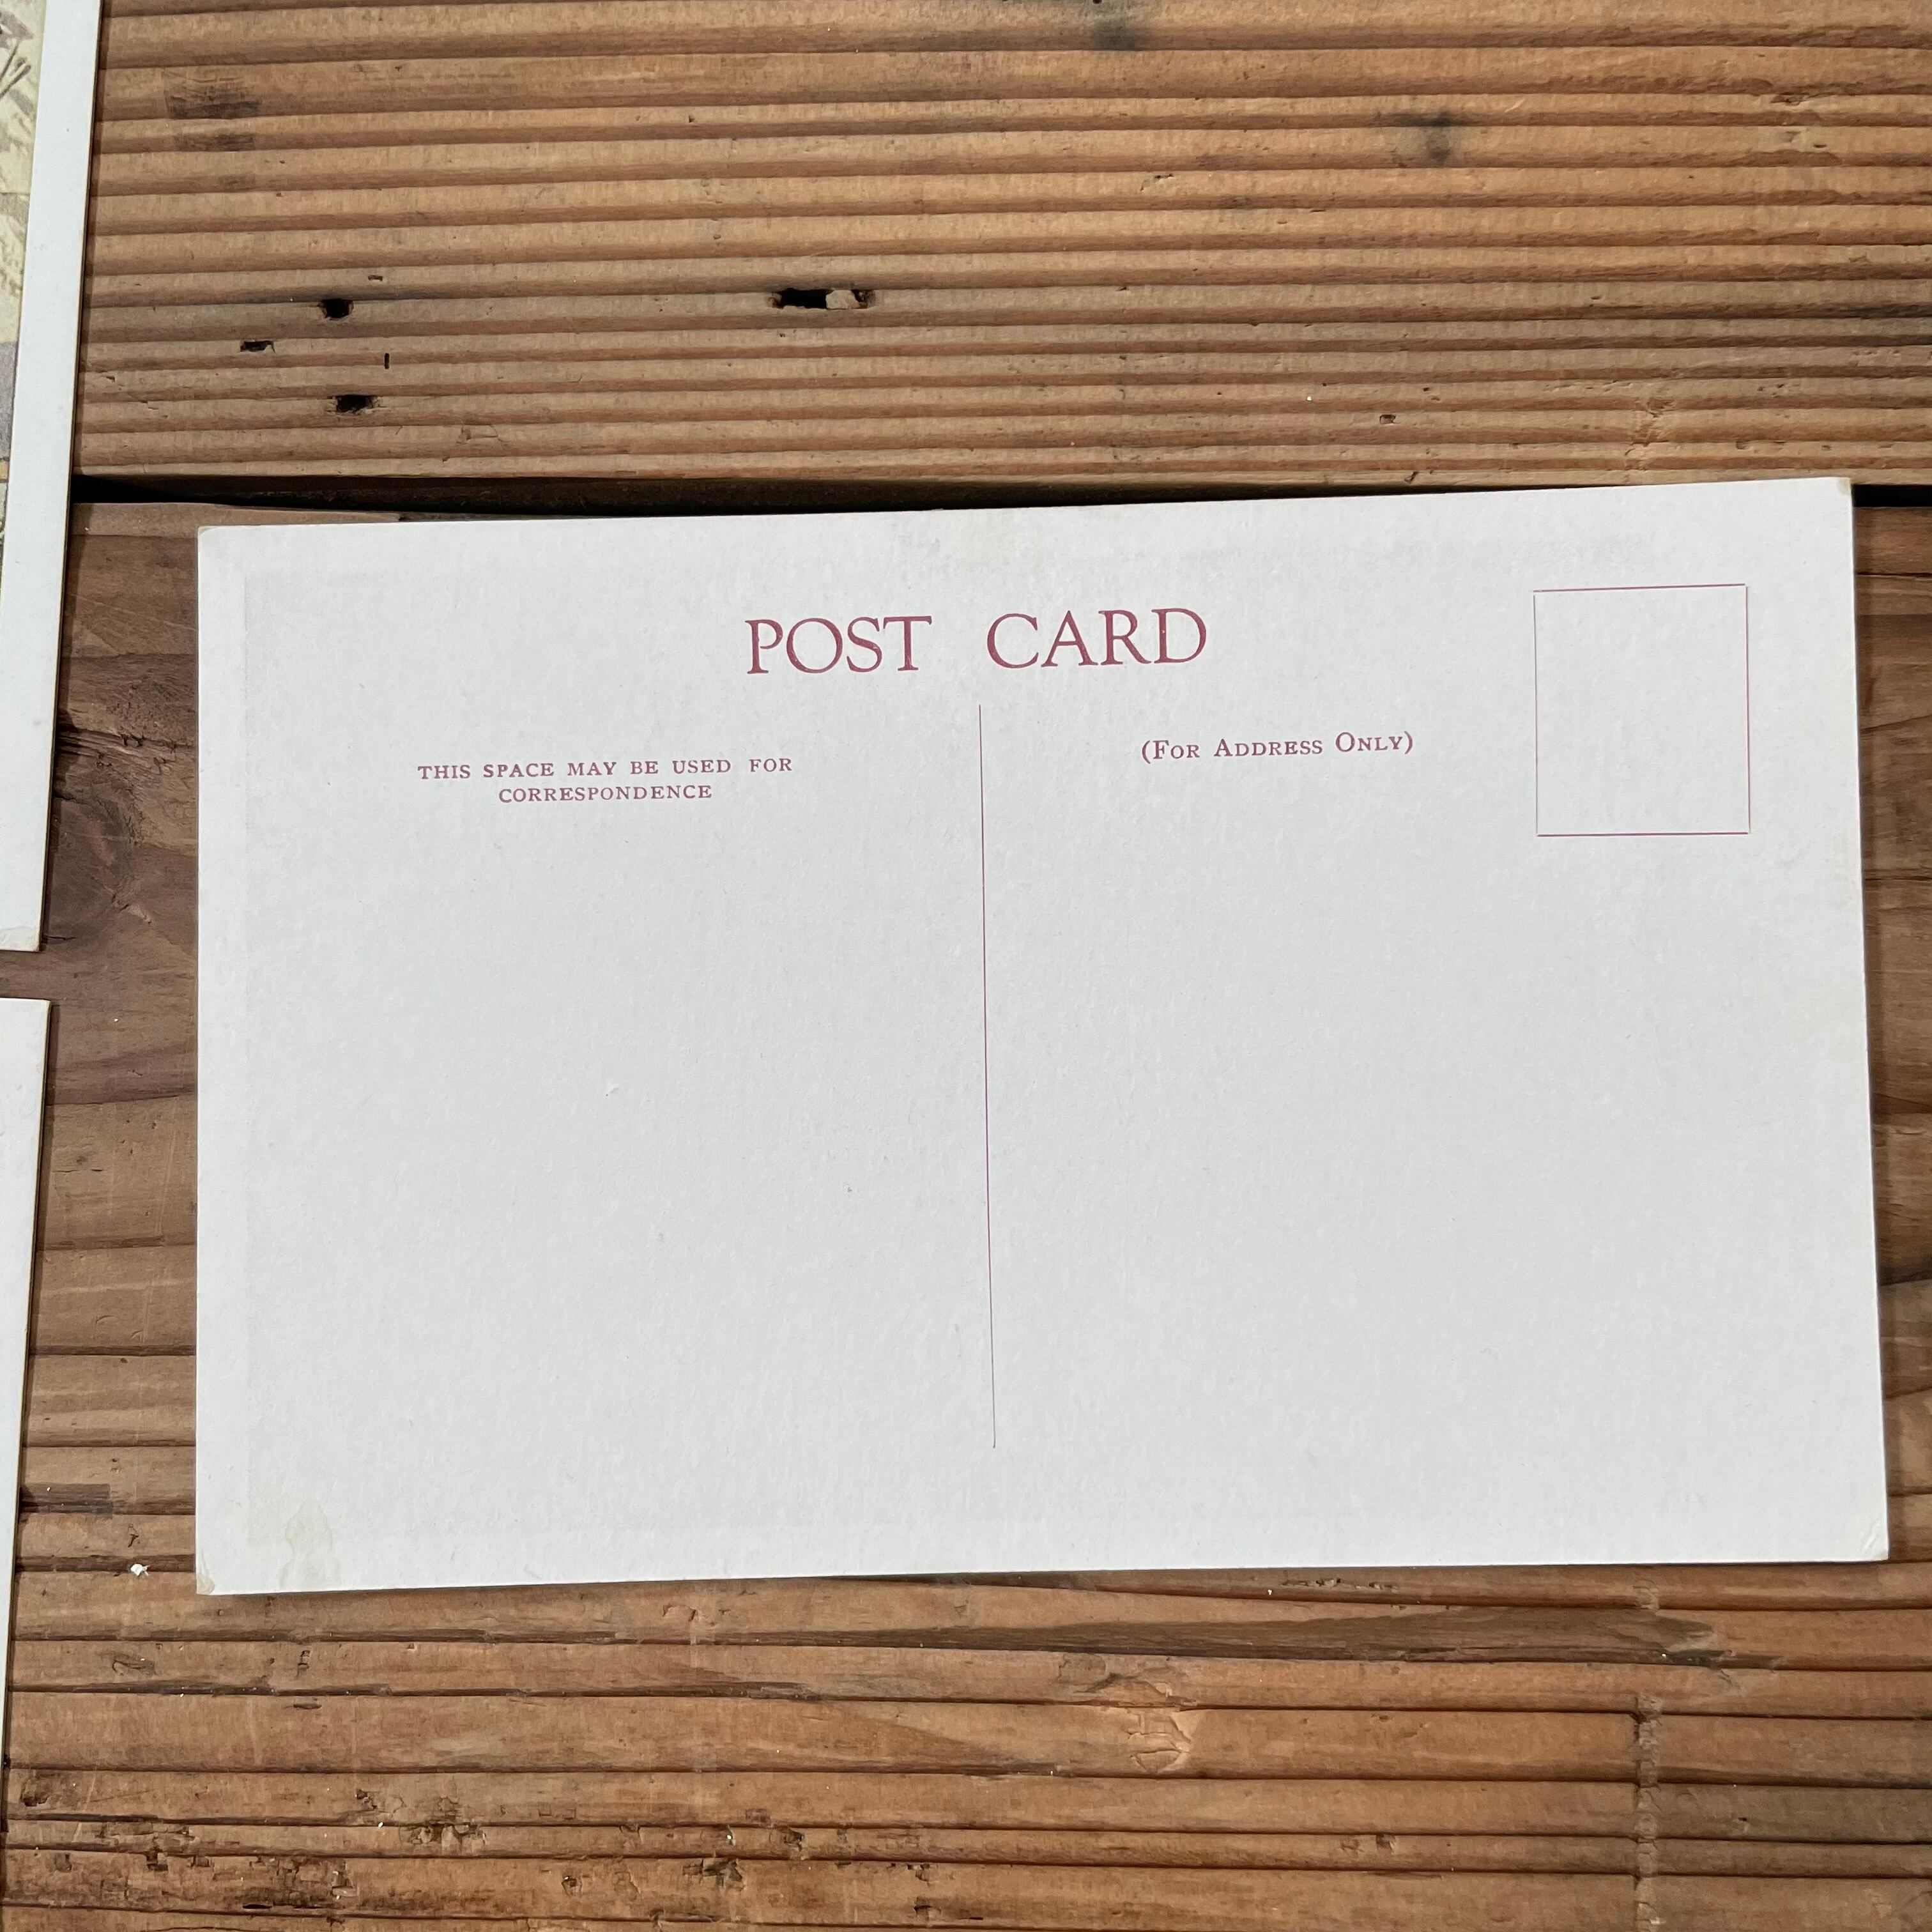 POST CARD
THIS SPACE MAY BE USED FOR
CORRESPONDENCE
(For Address Only)